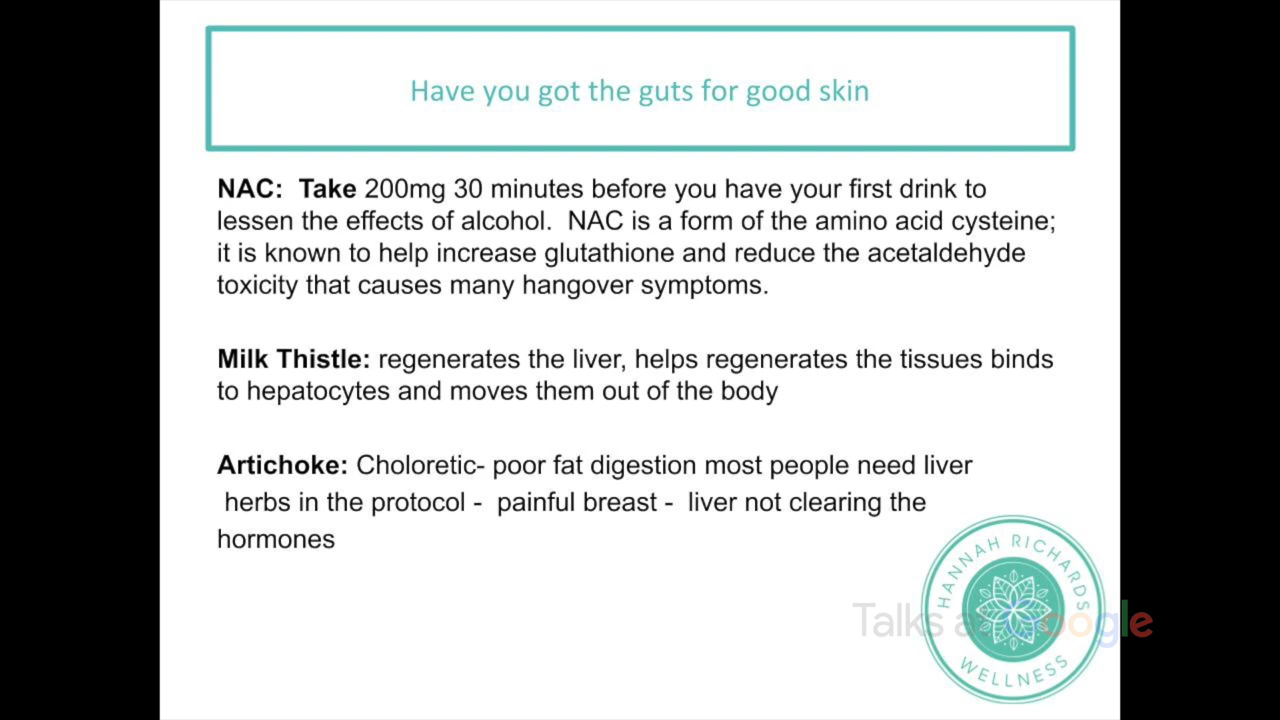 Have you got the guts for good skin
NAC:  Take 200mg 30 minutes before you have your first drink to
lessen the effects of alcohol.  NAC is a form of the amino acid cysteine;
it is known to help increase glutathione and reduce the acetaldehyde
toxicity that causes many hangover symptoms.
Milk Thistle: regenerates the liver, helps regenerates the tissues binds
to hepatocytes and moves them out of the body
Artichoke: Choloretic- poor fat digestion most people need liver
herbs in the protocol -  painful breast -  liver not clearing the
hormones
HANNAH RICHARDS
WELLNESS
Talks at Google